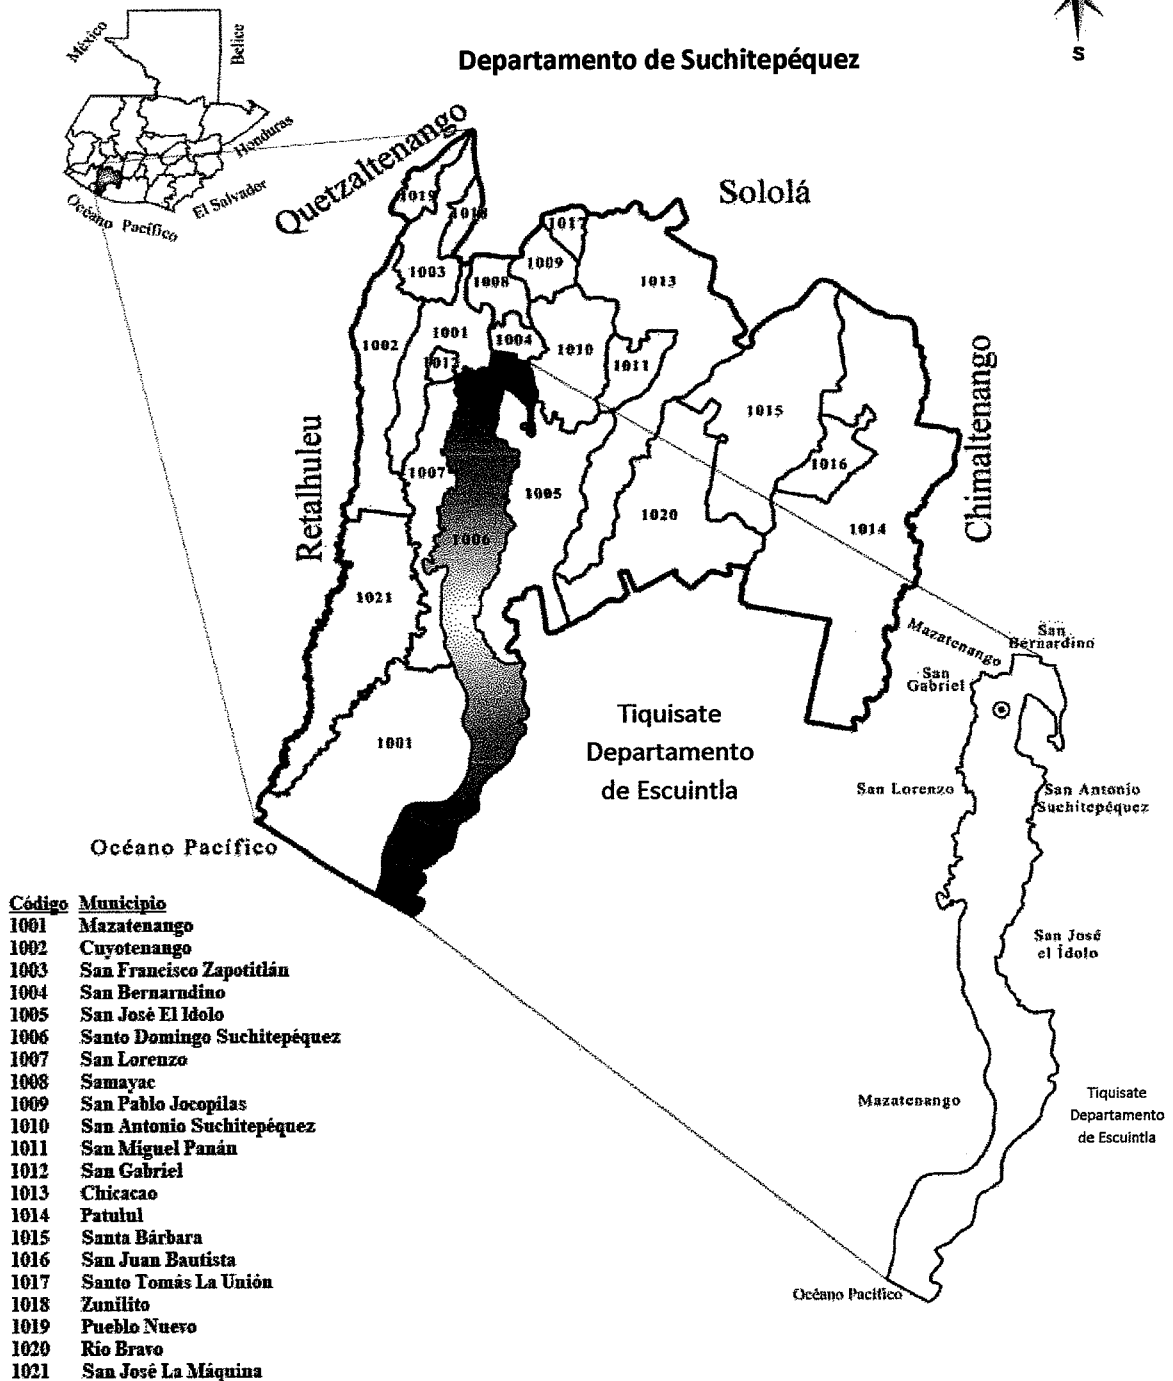 México
Belice
Honduras
El Salvador
Océano Pacífico
S
Departamento de Suchitepéquez
Quetzaltenango
Sololá
Chimaltenango
Retalhuleu
1019
1018
1017
1003
1008
1009
1013
1002
1001
1004
1010
1011
1012
1015
1016
1007
1005
1020
1014
1006
1021
1001
Tiquisate
Departamento
de Escuintla
Océano Pacífico
Mazatenango
San
Bernardino
San
Gabriel
San Lorenzo
San Antonio
Suchitepéquez
San José
el Ídolo
Mazatenango
Tiquisate
Departamento
de Escuintla
Océano Pacífico
Código Municipio
1001 Mazatenango
1002 Cuyotenango
1003 San Francisco Zapotitlán
1004 San Bernarndino
1005 San José El Idolo
1006 Santo Domingo Suchitepéquez
1007 San Lorenzo
1008 Samayac
1009 San Pablo Jocopilas
1010 San Antonio Suchitepéquez
1011 San Miguel Panán
1012 San Gabriel
1013 Chicacao
1014 Patulul
1015 Santa Bárbara
1016 San Juan Bautista
1017 Santo Tomás La Unión
1018 Zunilito
1019 Pueblo Nuevo
1020 Río Bravo
1021 San José La Máquina